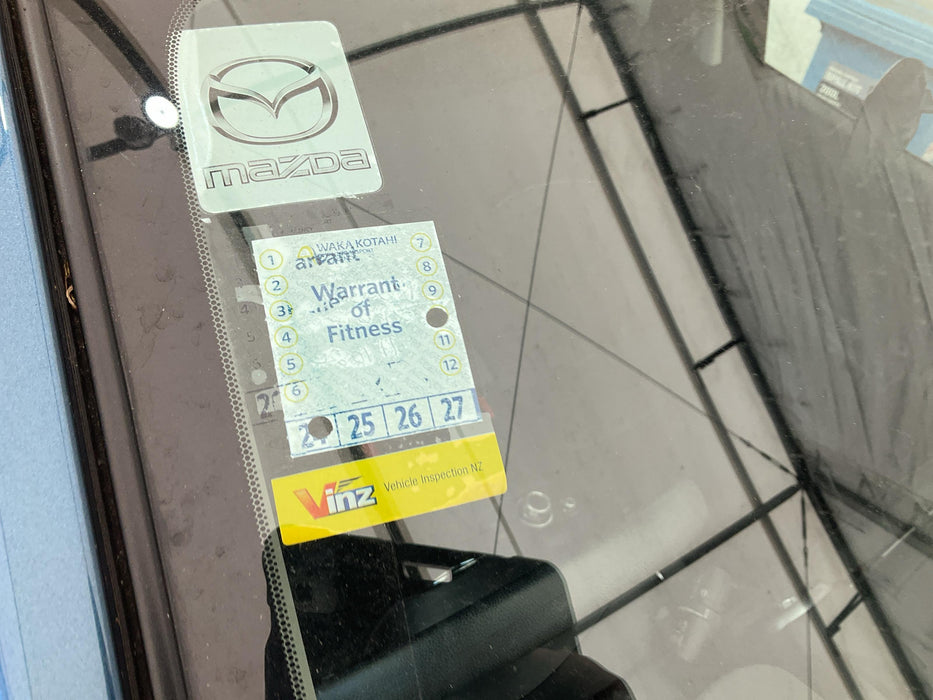 mazda
WAKA KOTAHI
arrant
Warrant
of
Fitness
1
2
3
4
5
6
7
8
9
11
12
24 25 26 27
Vinz Vehicle Inspection NZ